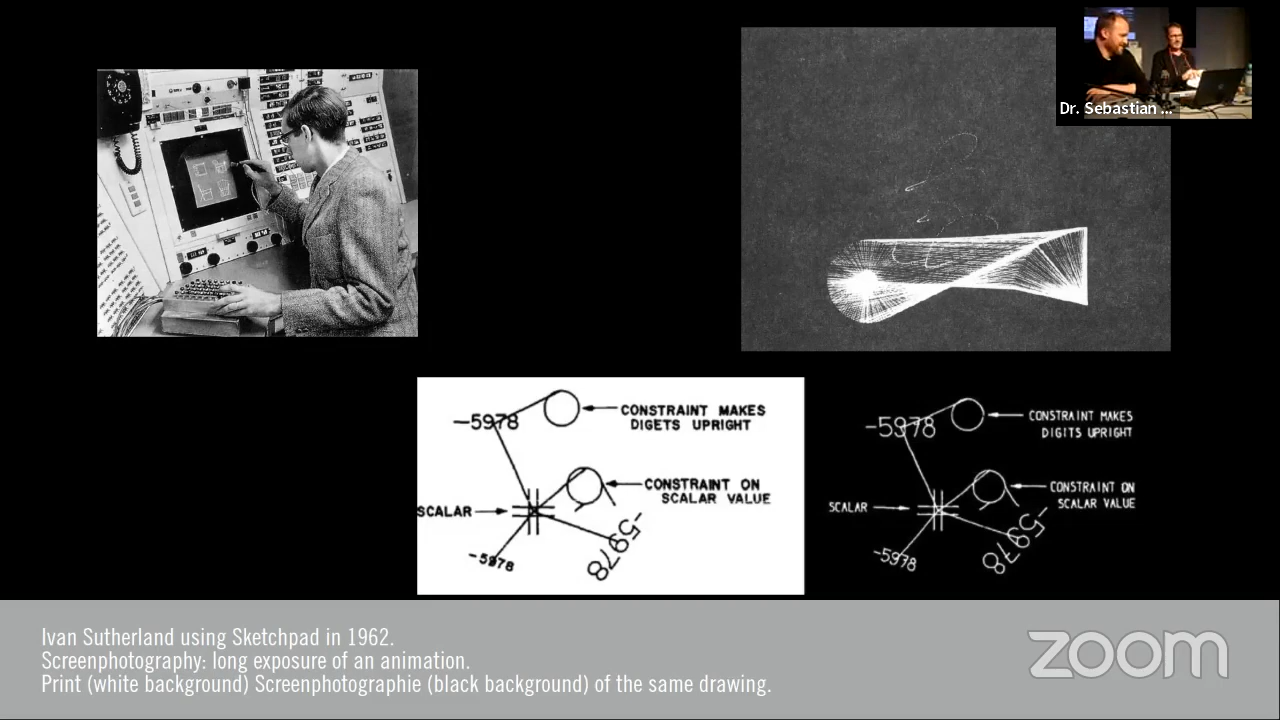 Dr. Sebastian ...
-5978
CONSTRAINT MAKES
DIGETS UPRIGHT
CONSTRAINT ON
SCALAR VALUE
SCALAR
-5978
-5978
-5978
CONSTRAINT MAKES
DIGITS UPRIGHT
CONSTRAINT ON
SCALAR VALUE
SCALAR
-5978
-5978
Ivan Sutherland using Sketchpad in 1962.
Screenphotography: long exposure of an animation.
Print (white background) Screenphotographie (black background) of the same drawing.
zoom